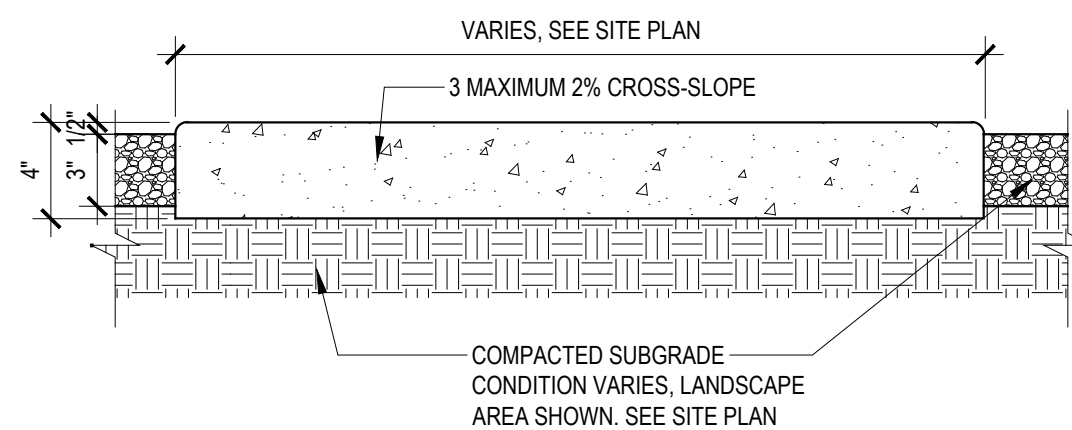 VARIES, SEE SITE PLAN
3 MAXIMUM 2% CROSS-SLOPE
4"
3"
1/2"
COMPACTED SUBGRADE
CONDITION VARIES, LANDSCAPE
AREA SHOWN. SEE SITE PLAN